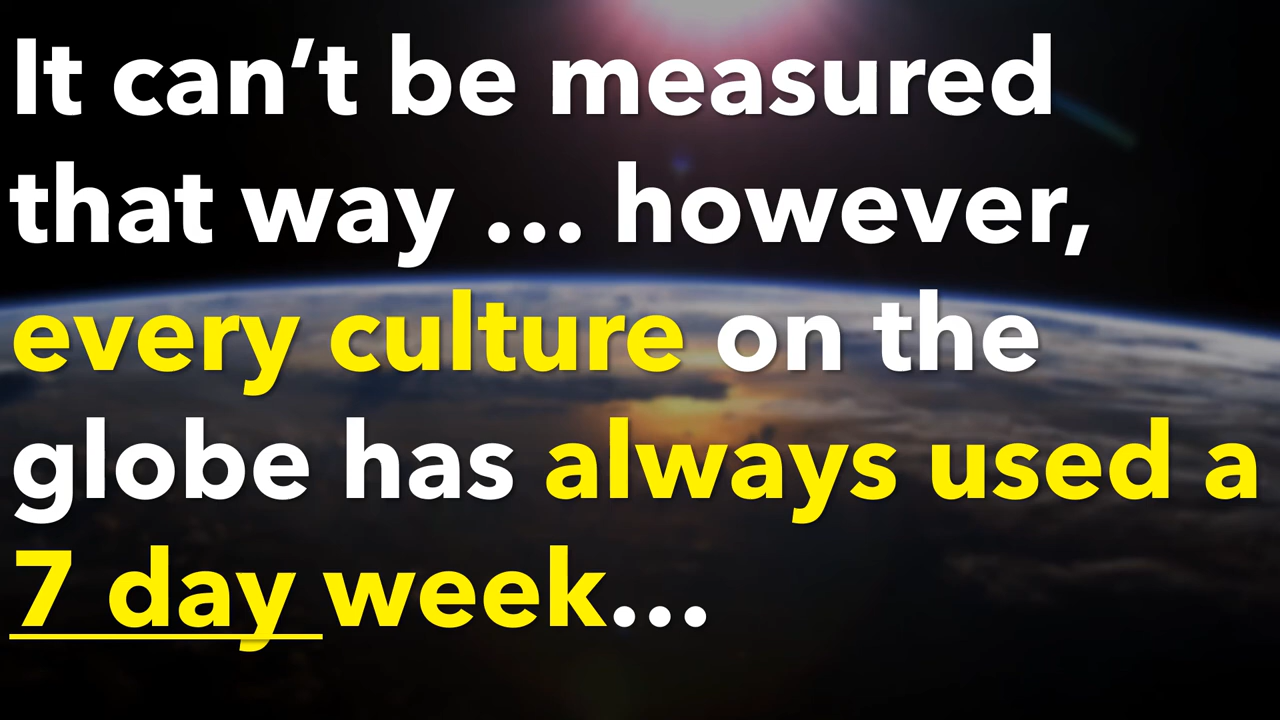 It can’t be measured
that way … however,
every culture on the
globe has always used a
7 day week…